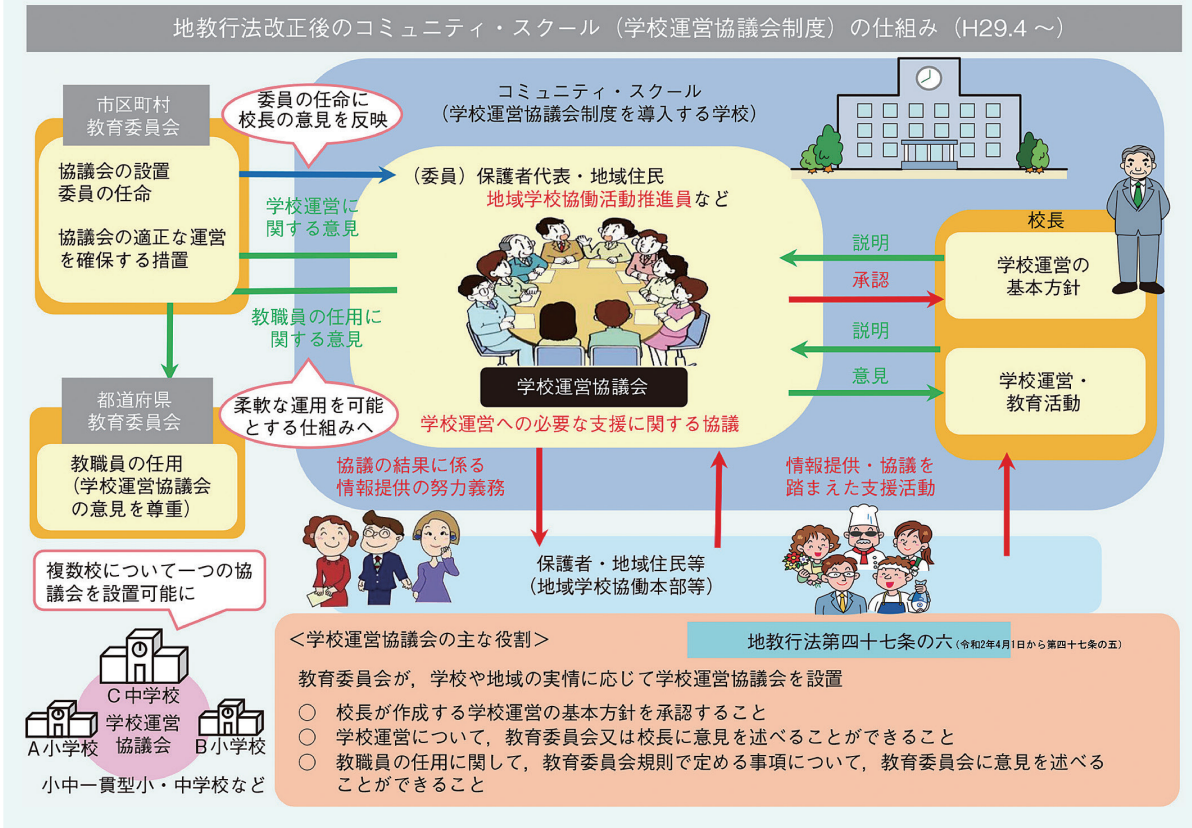 地教行法改正後のコミュニティ・スクール（学校運営協議会制度）の仕組み（H29.4 ～）
市区町村
教育委員会
協議会の設置
委員の任命
協議会の適正な運営
を確保する措置
委員の任命に
校長の意見を反映
コミュニティ・スクール
（学校運営協議会制度を導入する学校）
（委員）保護者代表・地域住民
地域学校協働活動推進員など
学校運営に
関する意見
教職員の任用に
関する意見
学校運営協議会
学校運営への必要な支援に関する協議
校長
説明
承認
学校運営の
基本方針
説明
意見
学校運営・
教育活動
都道府県
教育委員会
教職員の任用
（学校運営協議会
の意見を尊重）
柔軟な運用を可能
とする仕組みへ
協議の結果に係る
情報提供の努力義務
情報提供・協議を
踏まえた支援活動
保護者・地域住民等
（地域学校協働本部等）
複数校について一つの協
議会を設置可能に
C中学校
学校運営
協議会
A小学校
B小学校
小中一貫型小・中学校など
＜学校運営協議会の主な役割＞
地教行法第四十七条の六（令和2年4月1日から第四十七条の五）
教育委員会が，学校や地域の実情に応じて学校運営協議会を設置
○　校長が作成する学校運営の基本方針を承認すること
○　学校運営について，教育委員会又は校長に意見を述べることができること
○　教職員の任用に関して，教育委員会規則で定める事項について，教育委員会に意見を述べる
ことができること